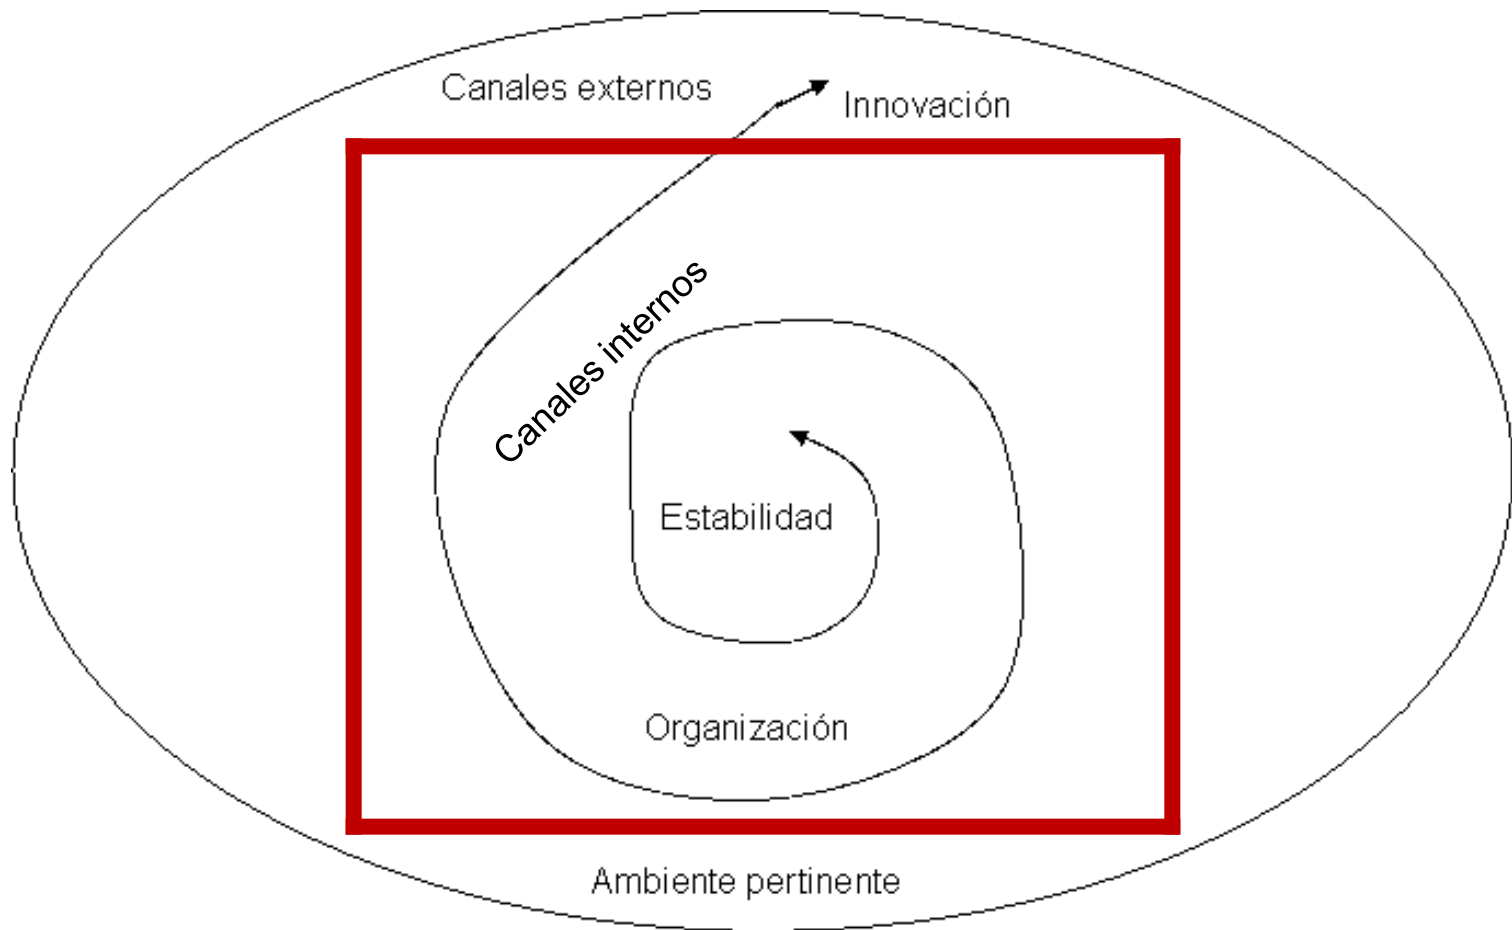 Canales externos
Innovación
Canales internos
Estabilidad
Organización
Ambiente pertinente